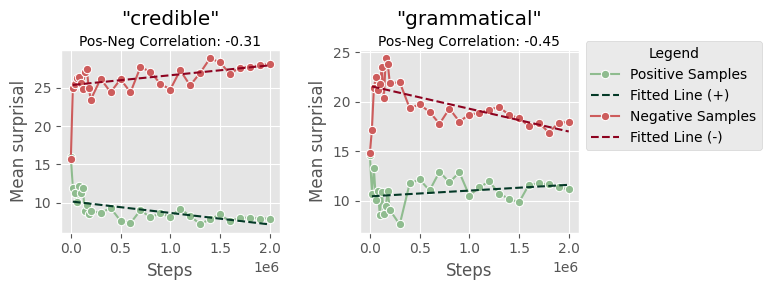 "credible"
Pos-Neg Correlation: -0.31
Mean surprisal
25
20
15
10
0.0
0.5
1.0
1.5
2.0
1e6
Steps
"grammatical"
Pos-Neg Correlation: -0.45
Mean surprisal
25
20
15
10
0.0
0.5
1.0
1.5
2.0
1e6
Steps
Legend
Positive Samples
Fitted Line (+)
Negative Samples
Fitted Line (-)